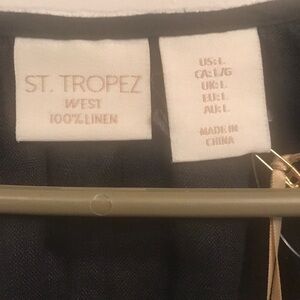 ST. TROPEZ
WEST
100% LINEN
US: L
CA: L/G
UK: L
EU: L
AU: L
MADE IN
CHINA